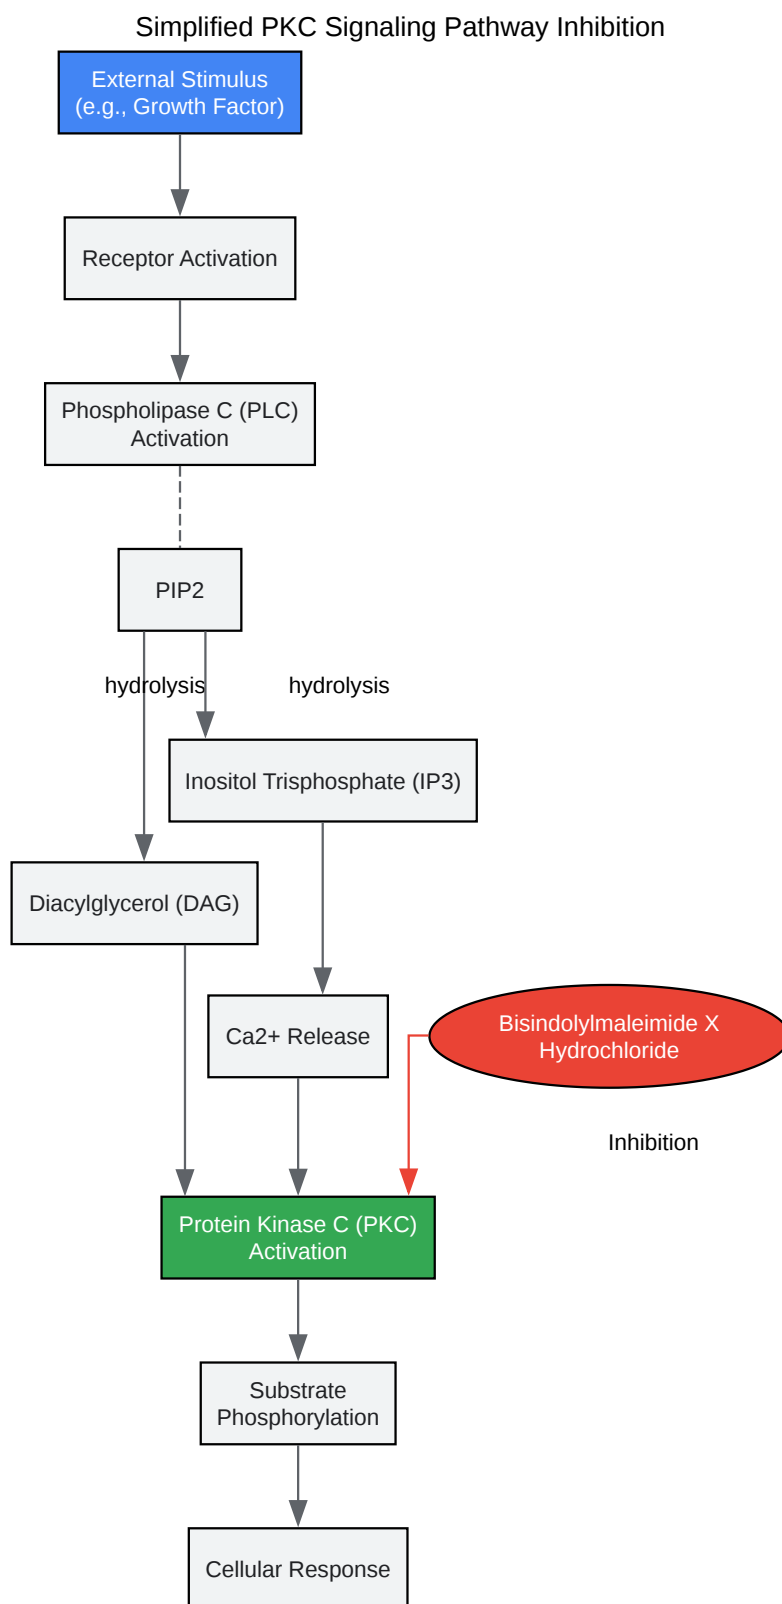 Simplified PKC Signaling Pathway Inhibition
External Stimulus
(e.g., Growth Factor)
Receptor Activation
Phospholipase C (PLC)
Activation
PIP2
hydrolysis
hydrolysis
Inositol Trisphosphate (IP3)
Diacylglycerol (DAG)
Ca2+ Release
Bisindolylmaleimide X
Hydrochloride
Inhibition
Protein Kinase C (PKC)
Activation
Substrate
Phosphorylation
Cellular Response